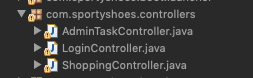 com.sportyshoes.controllers
AdminTaskController.java
LoginController.java
ShoppingController.java